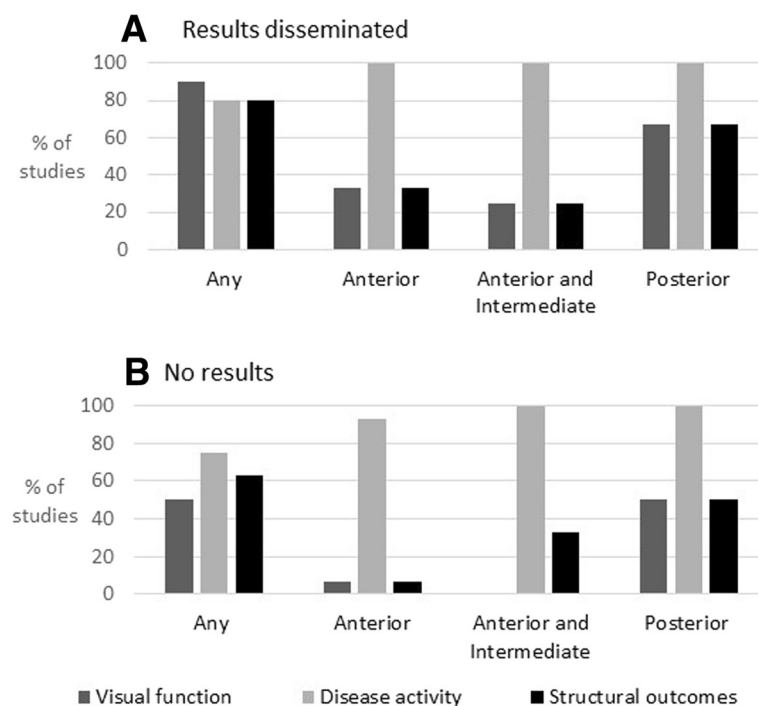 A Results disseminated
100
80
60
40
20
0
% of
studies
Any
Anterior
Anterior and
Intermediate
Posterior
B No results
100
80
60
40
20
0
% of
studies
Any
Anterior
Anterior and
Intermediate
Posterior
Visual function Disease activity Structural outcomes